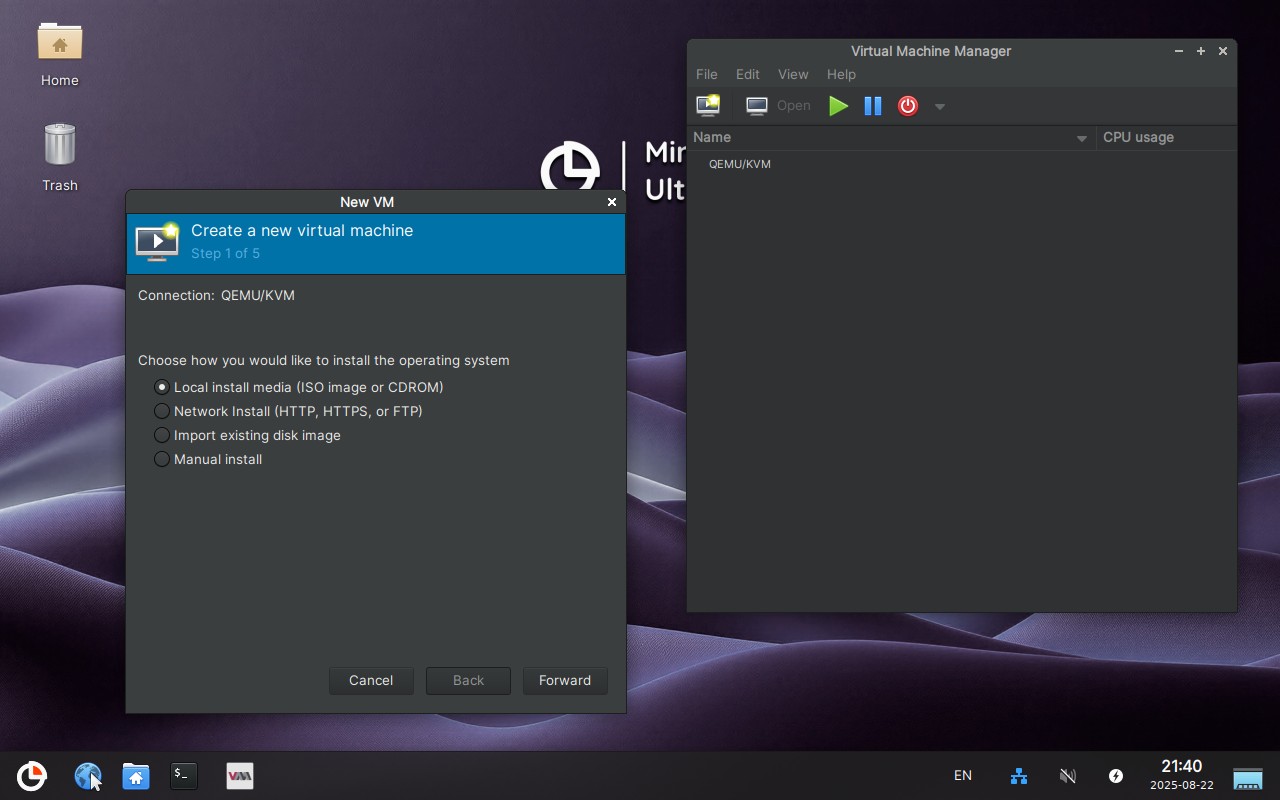 Home
Trash
Min
Ult
Virtual Machine Manager
File Edit View Help
Open
Name CPU usage
QEMU/KVM
New VM
Create a new virtual machine
Step 1 of 5
Connection: QEMU/KVM
Choose how you would like to install the operating system
Local install media (ISO image or CDROM)
Network Install (HTTP, HTTPS, or FTP)
Import existing disk image
Manual install
Cancel Back Forward
$_
VMM
EN
21:40
2025-08-22